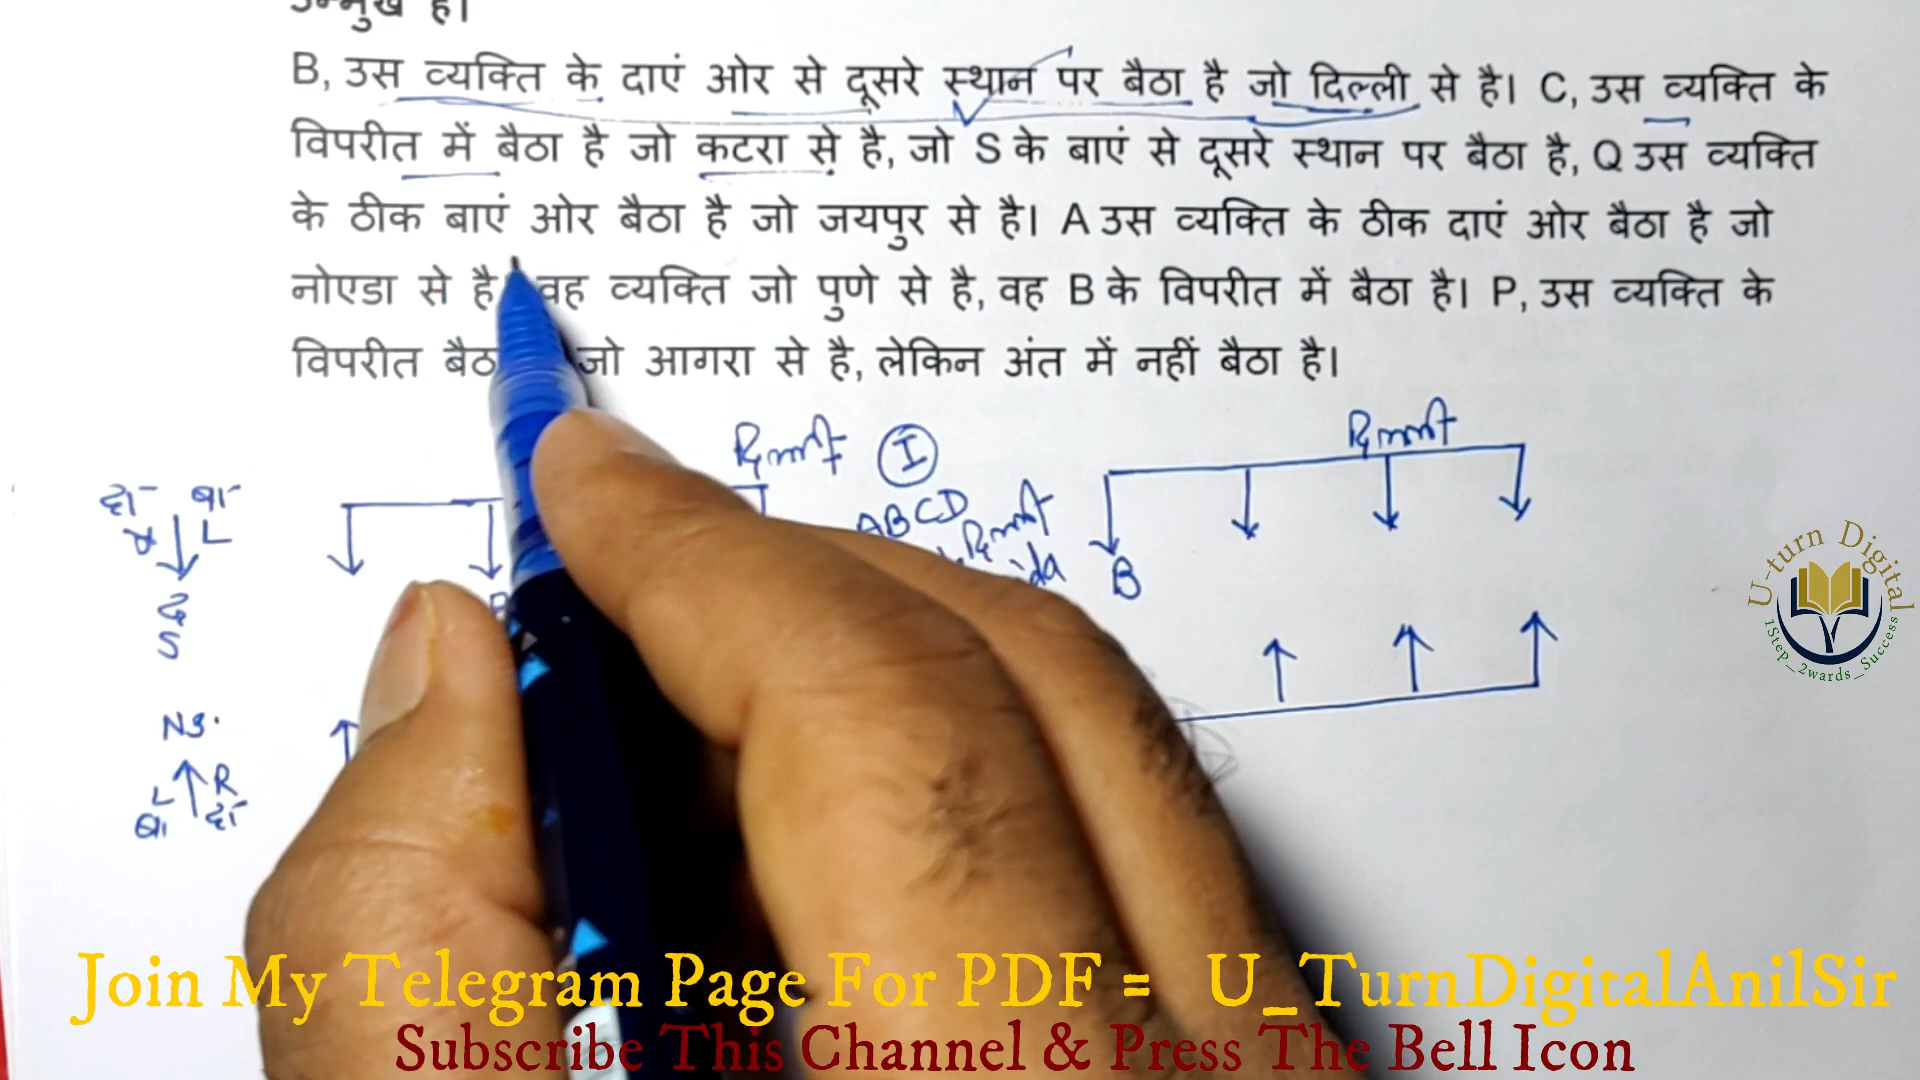 उन्मुख है।
B, उस व्यक्ति के दाएं ओर से दूसरे स्थान पर बैठा है जो दिल्ली से है। C, उस व्यक्ति के
विपरीत में बैठा है जो कटरा से है, जो S के बाएं से दूसरे स्थान पर बैठा है, Q उस व्यक्ति
के ठीक बाएं ओर बैठा है जो जयपुर से है। A उस व्यक्ति के ठीक दाएं ओर बैठा है जो
नोएडा से है वह व्यक्ति जो पुणे से है, वह B के विपरीत में बैठा है। P, उस व्यक्ति के
विपरीत जो आगरा से है, लेकिन अंत में नहीं बैठा है।
I
ABCD
L
S
B
NS.
L R
बा दा
U-turn Digital
1Step_2wards_Success
Join My Telegram Page For PDF = U_TurnDigitalAnilSir
Subscribe This Channel & Press The Bell Icon